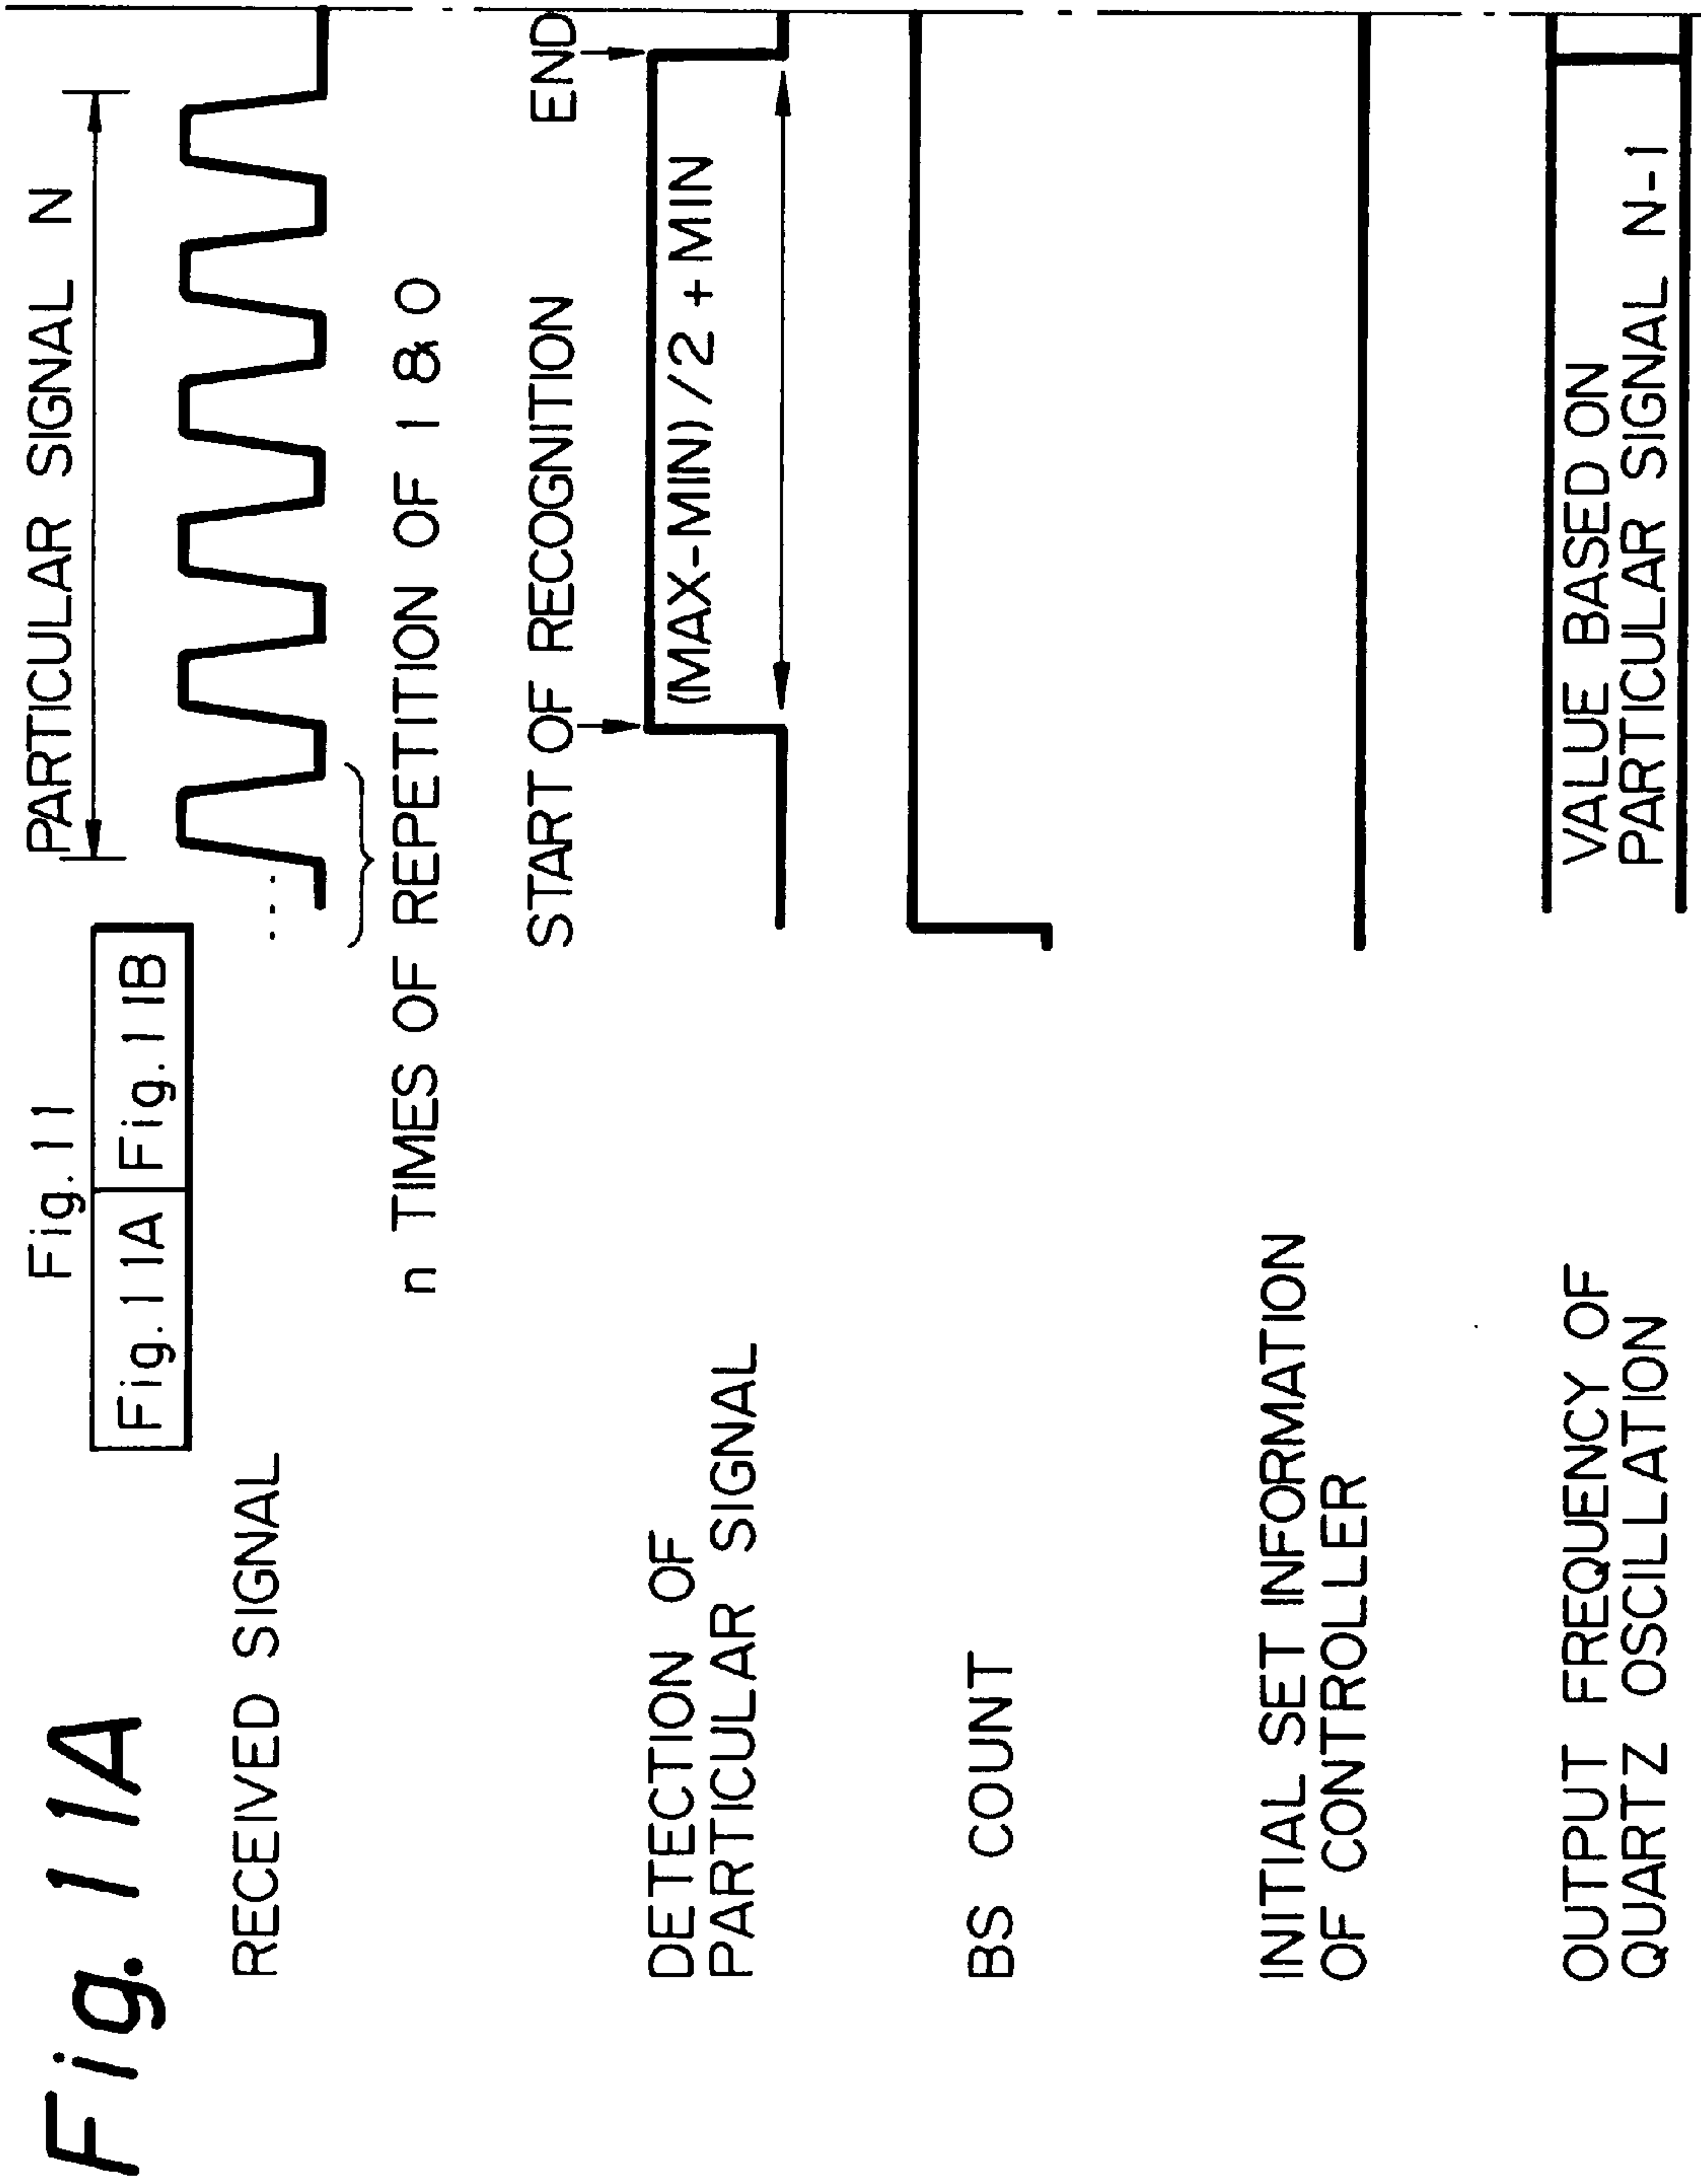 Fig. 11A
Fig. 11
Fig. 11A Fig. 11B
PARTICULAR SIGNAL N
RECEIVED SIGNAL
n TIMES OF REPETITION OF 1 & 0
START OF RECOGNITION END
DETECTION OF
PARTICULAR SIGNAL
(MAX-MIN)/2 + MIN
BS COUNT
INITIAL SET INFORMATION
OF CONTROLLER
OUTPUT FREQUENCY OF
QUARTZ OSCILLATION
VALUE BASED ON
PARTICULAR SIGNAL N-1